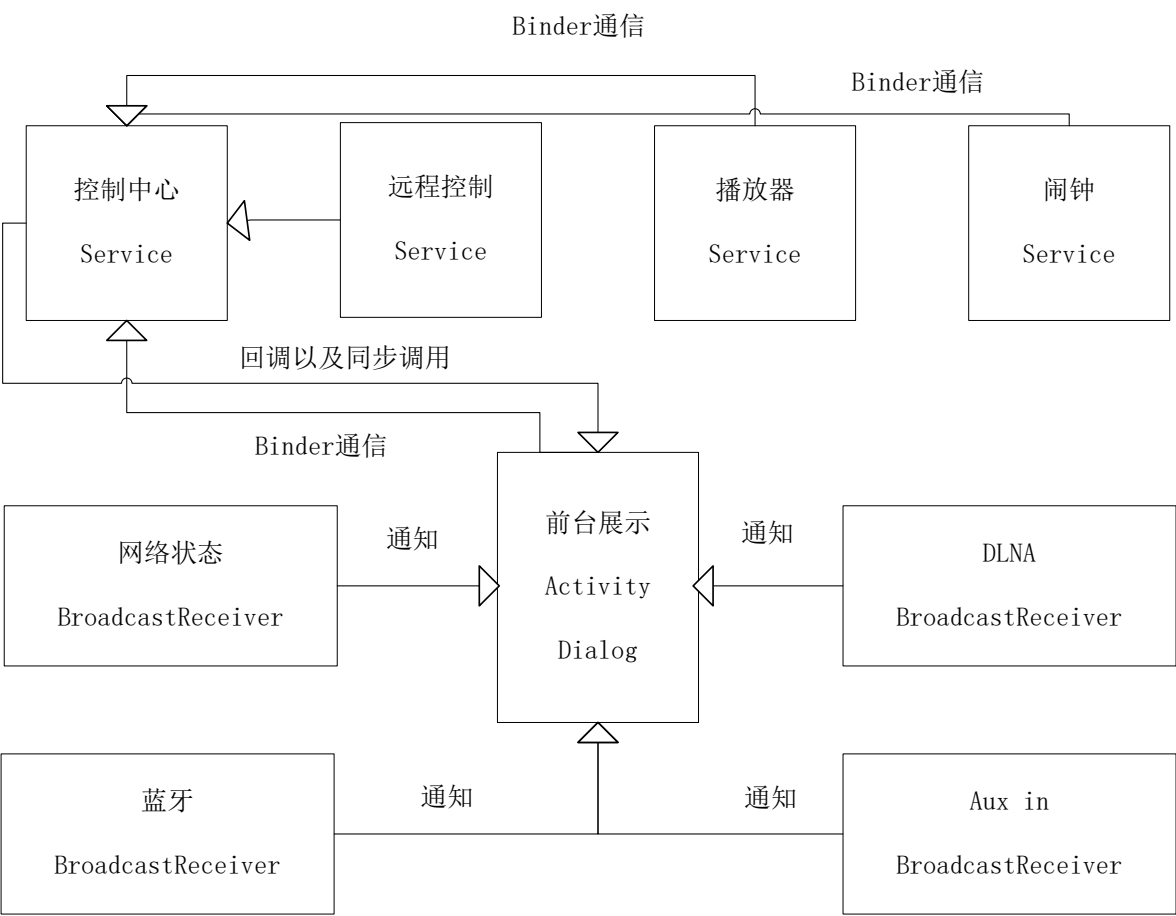 Binder通信
Binder通信
控制中心
Service
远程控制
Service
播放器
Service
闹钟
Service
回调以及同步调用
Binder通信
网络状态
BroadcastReceiver
通知
前台展示
Activity
Dialog
通知
DLNA
BroadcastReceiver
蓝牙
BroadcastReceiver
通知
通知
Aux in
BroadcastReceiver